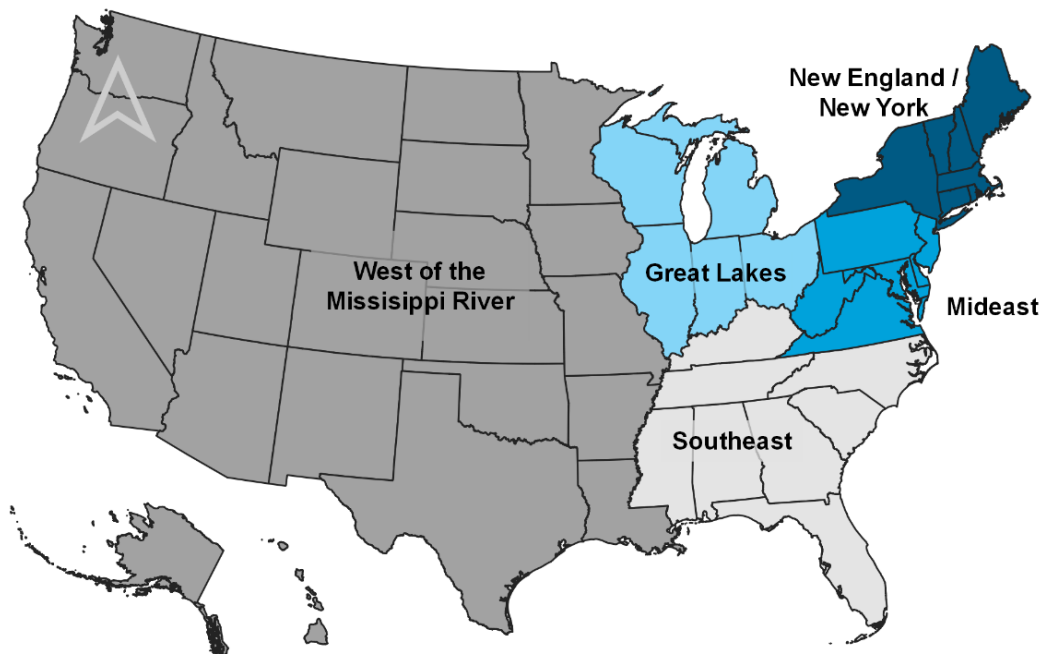 New England /
New York
West of the
Missisippi River
Great Lakes
Mideast
Southeast